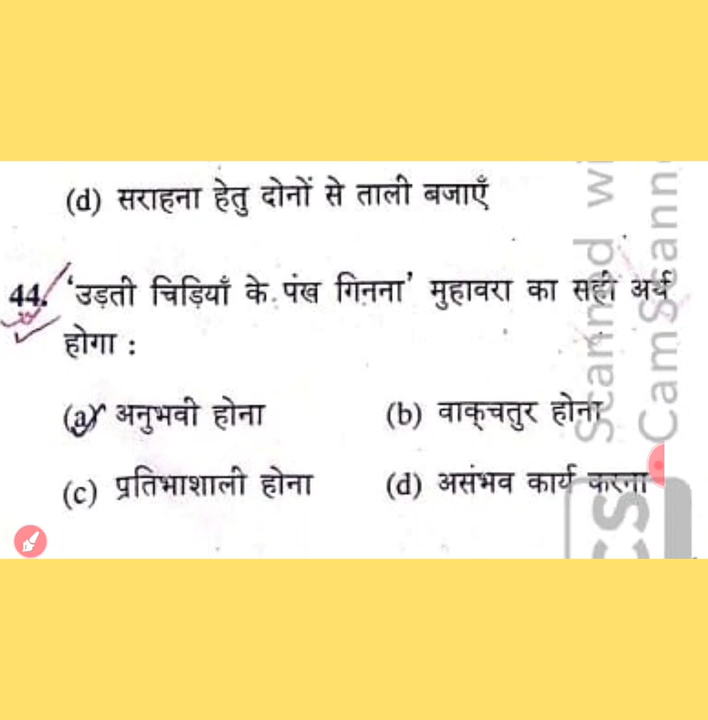 (d) सराहना हेतु दोनों से ताली बजाएँ
44. 'उड़ती चिड़ियाँ के पंख गिनना' मुहावरा का सही अर्थ
होगा :
(a) अनुभवी होना (b) वाक्‌चतुर होना
(c) प्रतिभाशाली होना (d) असंभव कार्य करना
CS
Scanned wi
CamScann